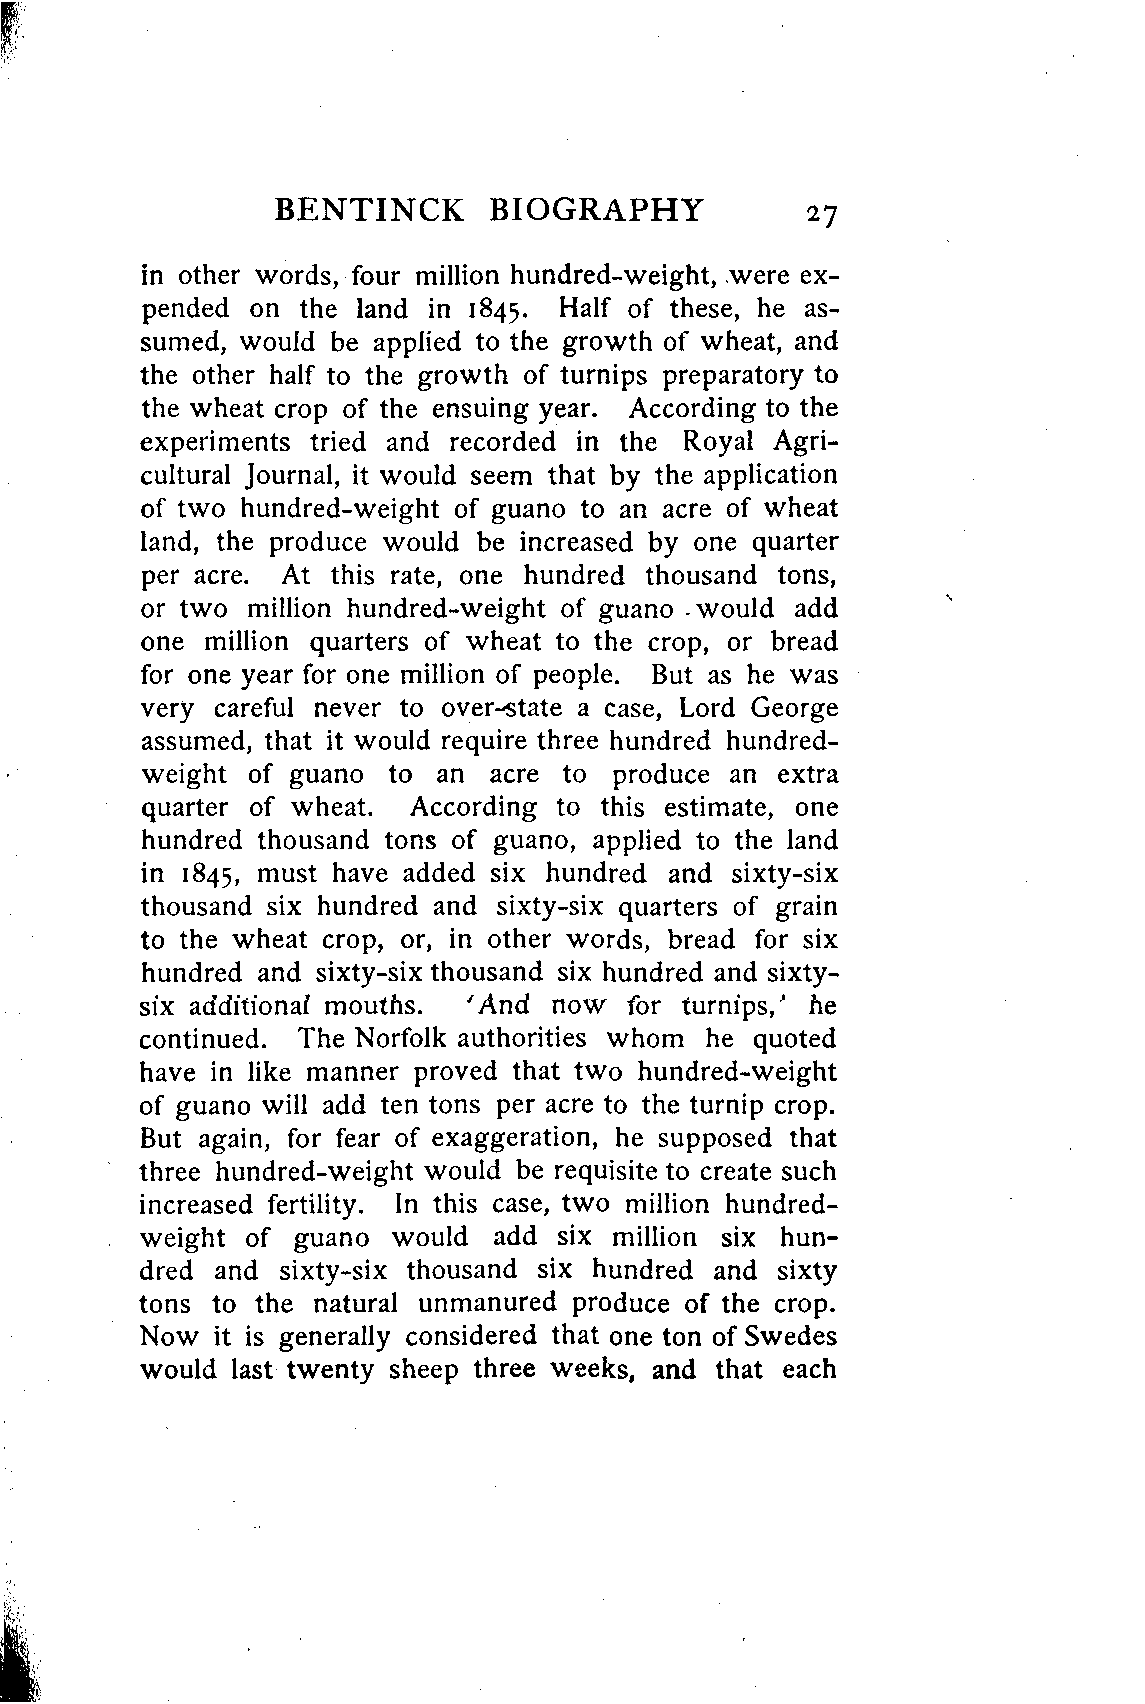 BENTINCK BIOGRAPHY 27
in other words, four million hundred-weight, were ex-
pended on the land in 1845. Half of these, he as-
sumed, would be applied to the growth of wheat, and
the other half to the growth of turnips preparatory to
the wheat crop of the ensuing year. According to the
experiments tried and recorded in the Royal Agri-
cultural Journal, it would seem that by the application
of two hundred-weight of guano to an acre of wheat
land, the produce would be increased by one quarter
per acre. At this rate, one hundred thousand tons,
or two million hundred-weight of guano would add
one million quarters of wheat to the crop, or bread
for one year for one million of people. But as he was
very careful never to over-state a case, Lord George
assumed, that it would require three hundred hundred-
weight of guano to an acre to produce an extra
quarter of wheat. According to this estimate, one
hundred thousand tons of guano, applied to the land
in 1845, must have added six hundred and sixty-six
thousand six hundred and sixty-six quarters of grain
to the wheat crop, or, in other words, bread for six
hundred and sixty-six thousand six hundred and sixty-
six additional mouths. 'And now for turnips,' he
continued. The Norfolk authorities whom he quoted
have in like manner proved that two hundred-weight
of guano will add ten tons per acre to the turnip crop.
But again, for fear of exaggeration, he supposed that
three hundred-weight would be requisite to create such
increased fertility. In this case, two million hundred-
weight of guano would add six million six hun-
dred and sixty-six thousand six hundred and sixty
tons to the natural unmanured produce of the crop.
Now it is generally considered that one ton of Swedes
would last twenty sheep three weeks, and that each